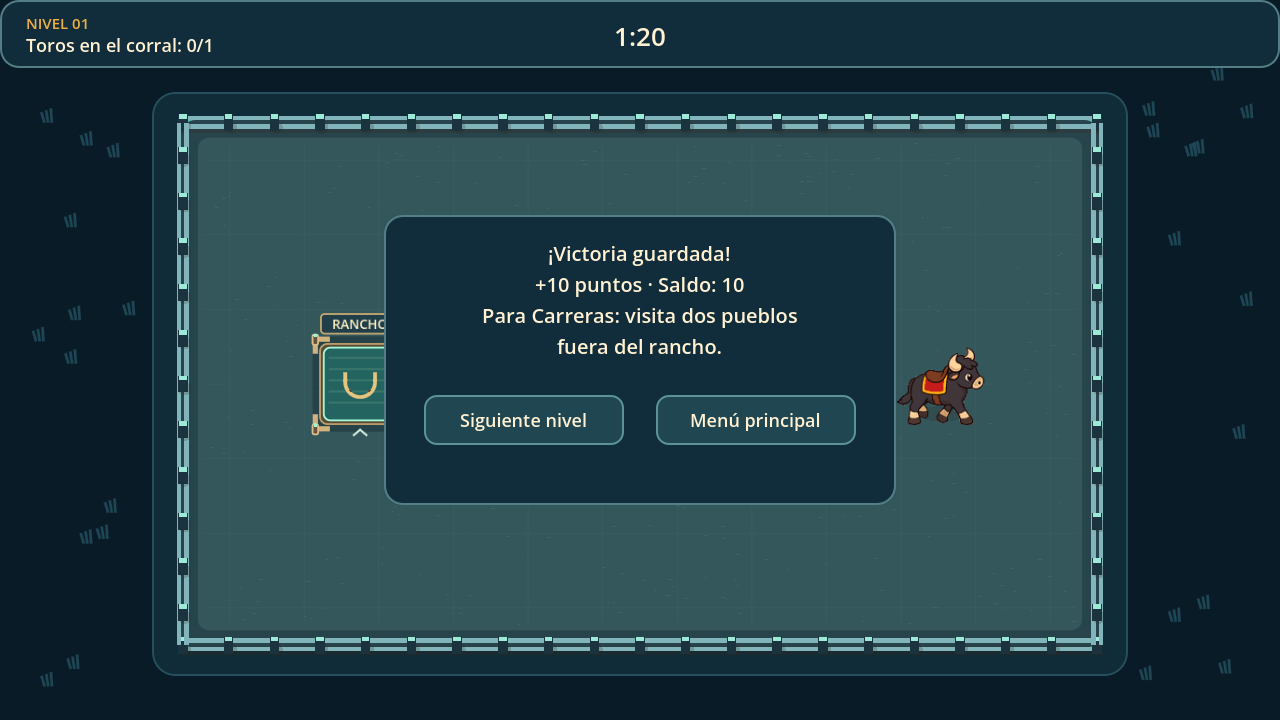 NIVEL 01
Toros en el corral: 0/1
1:20
¡Victoria guardada!
+10 puntos · Saldo: 10
Para Carreras: visita dos pueblos
fuera del rancho.
RANCHO
Siguiente nivel
Menú principal